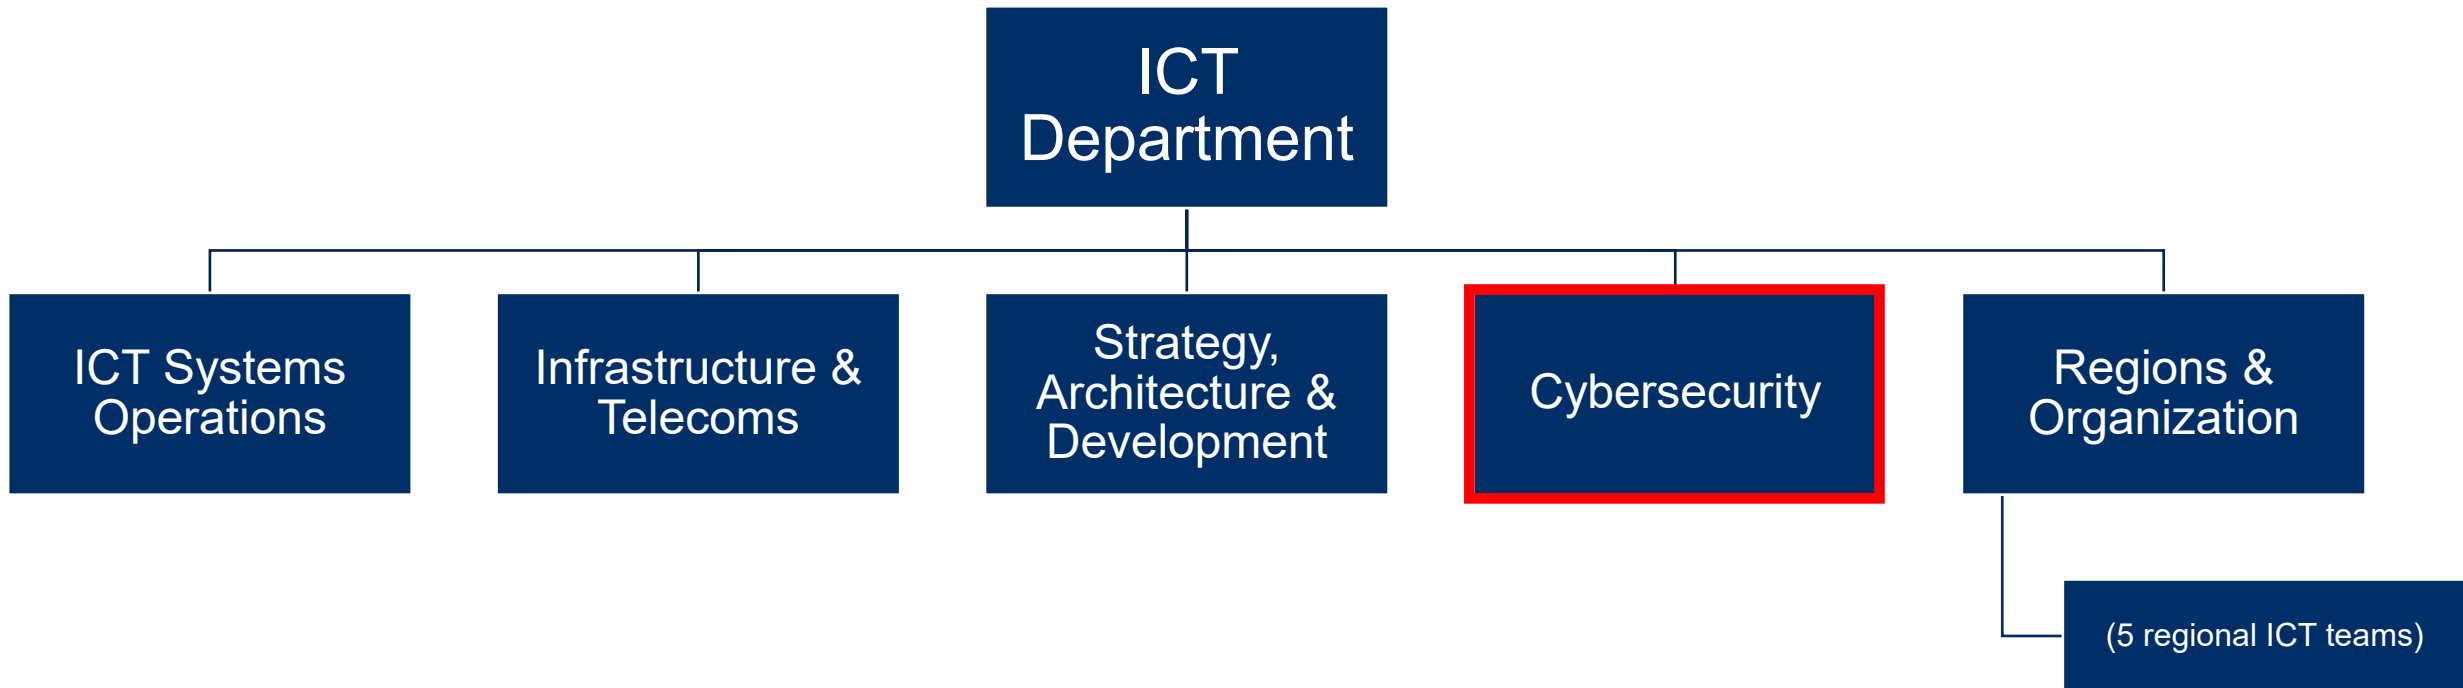 ICT
Department
ICT Systems
Operations
Infrastructure &
Telecoms
Strategy,
Architecture &
Development
Cybersecurity
Regions &
Organization
(5 regional ICT teams)